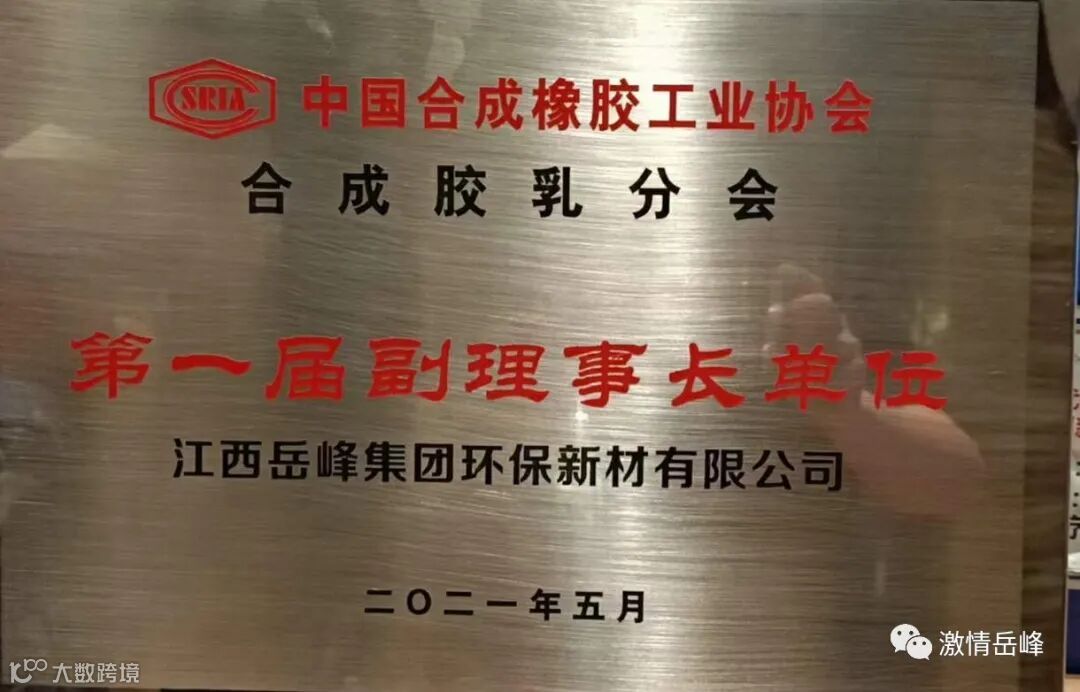 CSRIA 中国合成橡胶工业协会
合成胶乳分会
第一届副理事长单位
江西岳峰集团环保新材有限公司
二〇二一年五月
激情岳峰
大数跨境